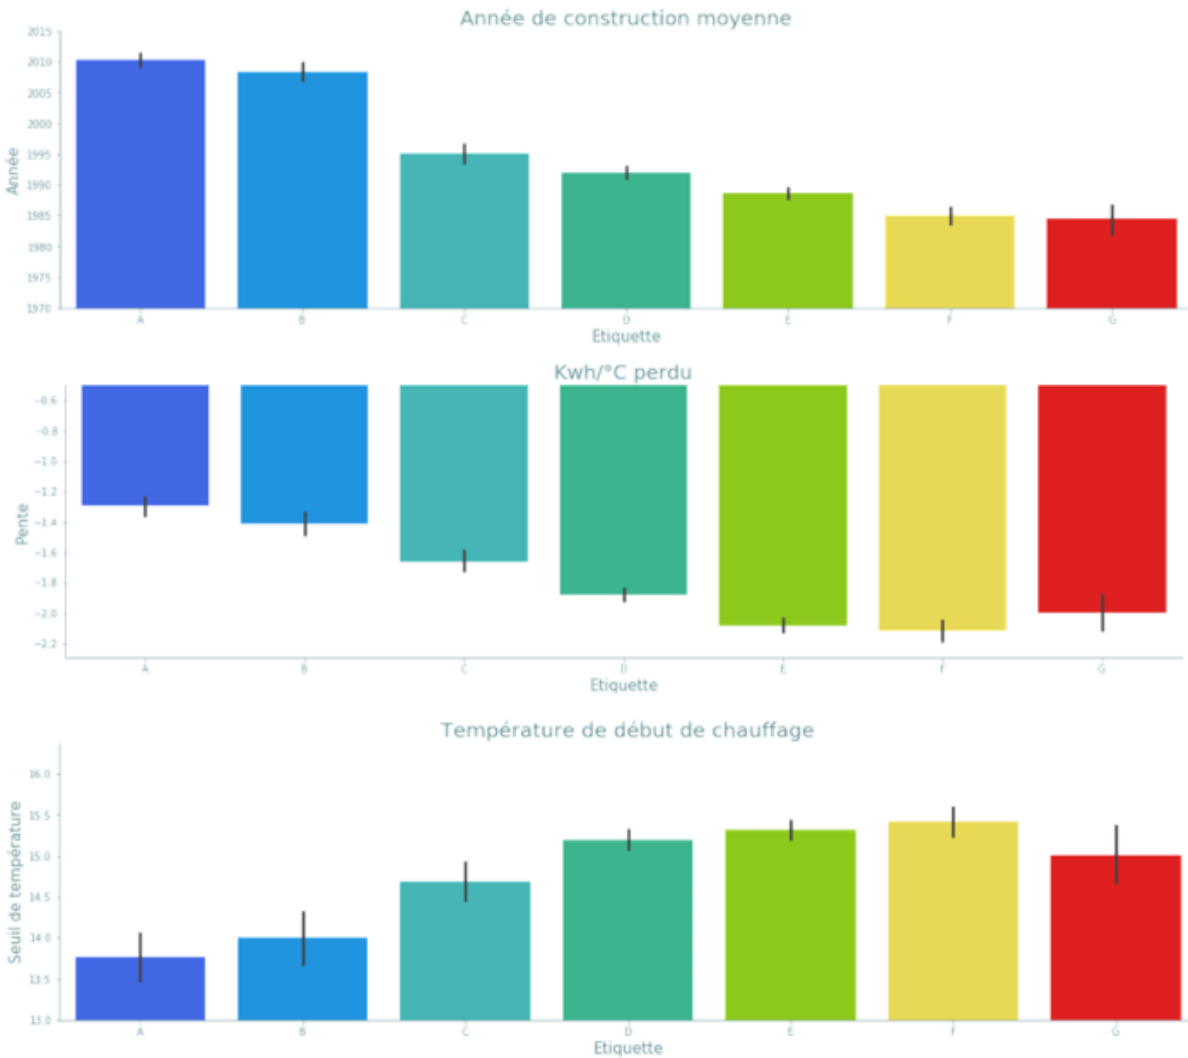 Année de construction moyenne
2015
2010
2005
2000
1995
1990
1985
1980
1975
1970
Année
A B C D E F G
Etiquette
Kwh/°C perdu
−0.6
−0.8
−1.0
−1.2
−1.4
−1.6
−1.8
−2.0
−2.2
Pente
A B C D E F G
Etiquette
Température de début de chauffage
16.0
15.5
15.0
14.5
14.0
13.5
13.0
Seuil de température
A B C D E F G
Etiquette